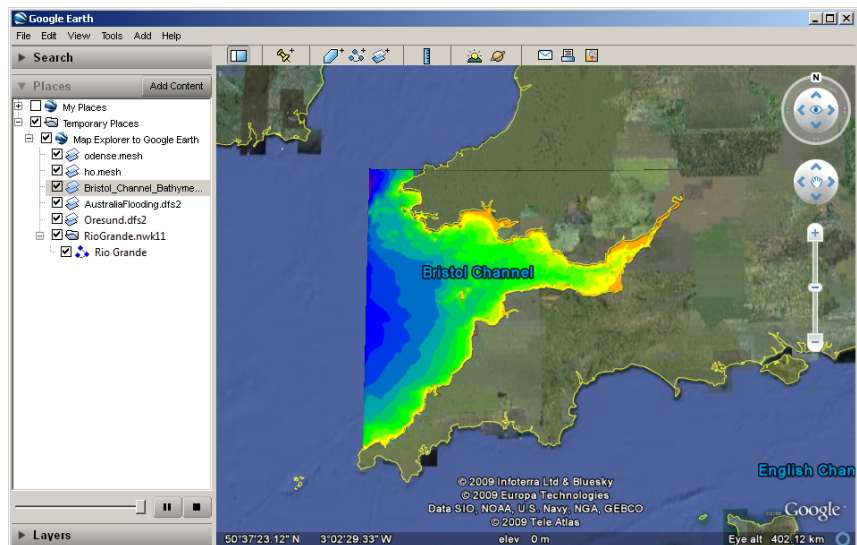 Google Earth
File Edit View Tools Add Help
Search
Places Add Content
My Places
Temporary Places
Map Explorer to Google Earth
odense.mesh
ho.mesh
Bristol_Channel_Bathyme...
AustraliaFlooding.dfs2
Oresund.dfs2
RioGrande.nwk11
Rio Grande
Layers
N
Bristol Channel
English Chan
© 2009 Infoterra Ltd & Bluesky
© 2009 Europa Technologies
Data SIO, NOAA, U.S. Navy, NGA, GEBCO
© 2009 Tele Atlas
Google
50°37'23.12" N 3°02'29.33" W elev 0 m Eye alt 402.12 km